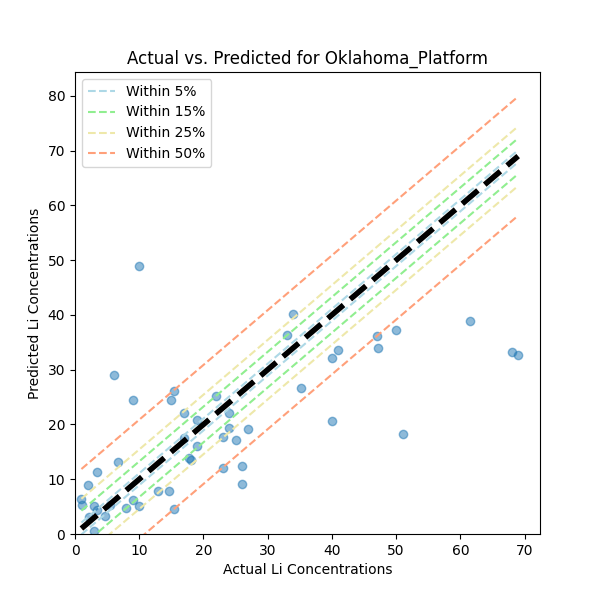 Actual vs. Predicted for Oklahoma_Platform
Within 5%
Within 15%
Within 25%
Within 50%
Predicted Li Concentrations
80
70
60
50
40
30
20
10
0
0 10 20 30 40 50 60 70
Actual Li Concentrations